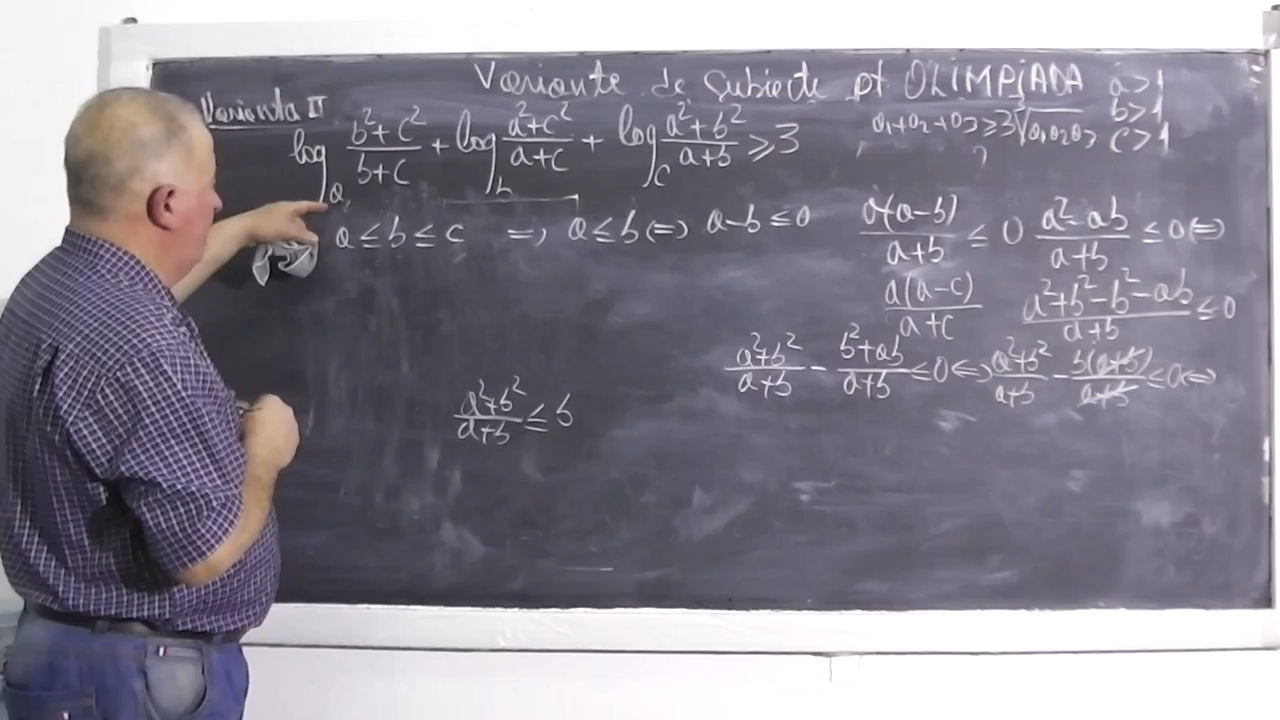 Variante de Subiecte pt OLIMPIADA
Varianta II
a>1
b>1
c>1
a₁+a₂+a₃≥3∛a₁a₂a₃
log_a (b²+c²)/(b+c) + log_b (a²+c²)/(a+c) + log_c (a²+b²)/(a+b) ≥ 3
a≤b≤c ⇒ a≤b ⇔ a-b≤0
a(a-b)/(a+b) ≤ 0
(a²-ab)/(a+b) ≤ 0 ⇔
a(a-c)/(a+c)
(a²+b²-b²-ab)/(a+b) ≤ 0
(a²+b²)/(a+b) - (b²+ab)/(a+b) ≤ 0 ⇔ (a²+b²)/(a+b) - b(a+b)/(a+b) ≤ 0 ⇔
(a²+b²)/(a+b) ≤ b